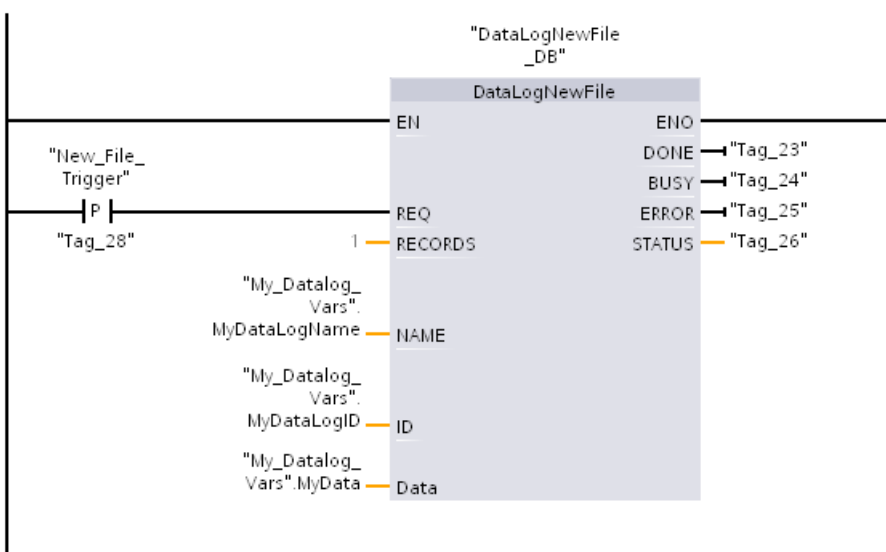 "DataLogNewFile
_DB"
DataLogNewFile
EN
ENO
"New_File_
Trigger"
DONE
"Tag_23"
BUSY
"Tag_24"
P
REQ
ERROR
"Tag_25"
"Tag_28"
1
RECORDS
STATUS
"Tag_26"
"My_Datalog_
Vars".
MyDataLogName
NAME
"My_Datalog_
Vars".
MyDataLogID
ID
"My_Datalog_
Vars".MyData
Data